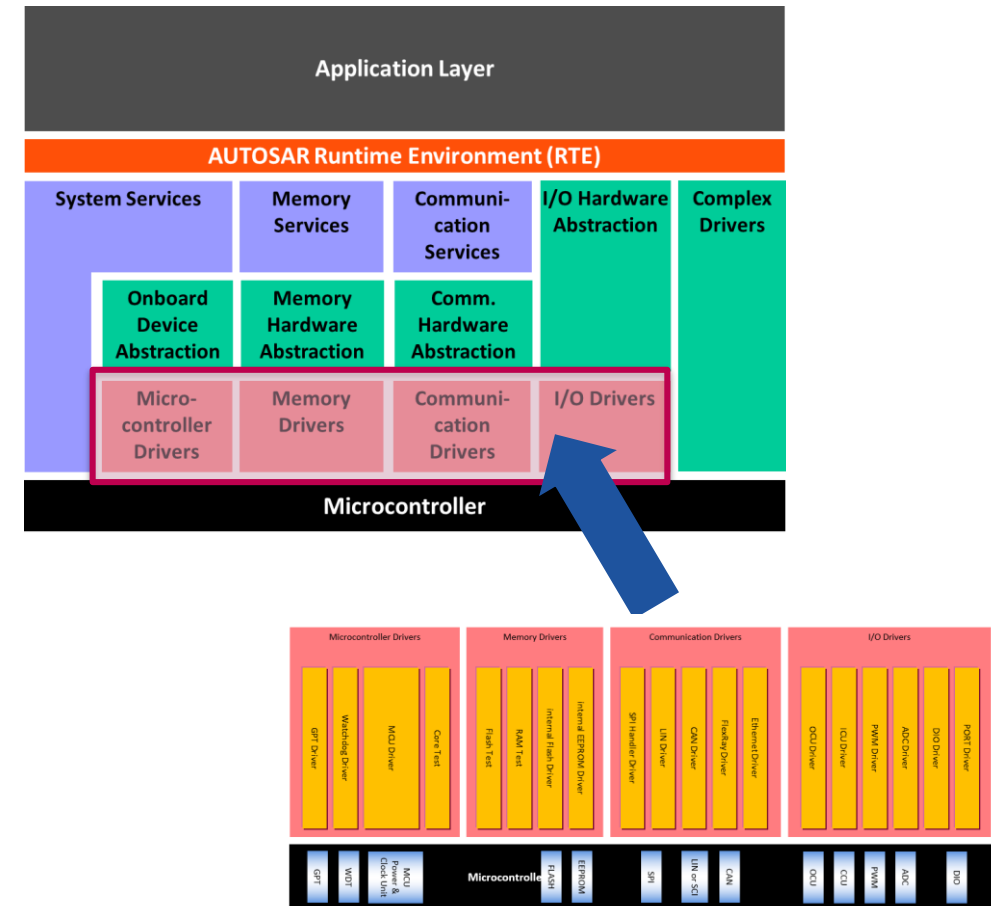 Application Layer
AUTOSAR Runtime Environment (RTE)
System Services
Memory
Services
Communi-
cation
Services
I/O Hardware
Abstraction
Complex
Drivers
Onboard
Device
Abstraction
Memory
Hardware
Abstraction
Comm.
Hardware
Abstraction
Micro-
controller
Drivers
Memory
Drivers
Communi-
cation
Drivers
I/O Drivers
Microcontroller
Microcontroller Drivers
Memory Drivers
Communication Drivers
I/O Drivers
GPT Driver
Watchdog Driver
MCU Driver
Core Test
Flash Test
RAM Test
internal Flash Driver
internal EEPROM Driver
SPI Handler Driver
LIN Driver
CAN Driver
FlexRay Driver
Ethernet Driver
OCU Driver
ICU Driver
PWM Driver
ADC Driver
DIO Driver
PORT Driver
GPT
WDT
MCU
Power &
Clock Unit
Microcontrolle
FLASH
EEPROM
SPI
LIN or SCI
CAN
OCU
CCU
PWM
ADC
DIO